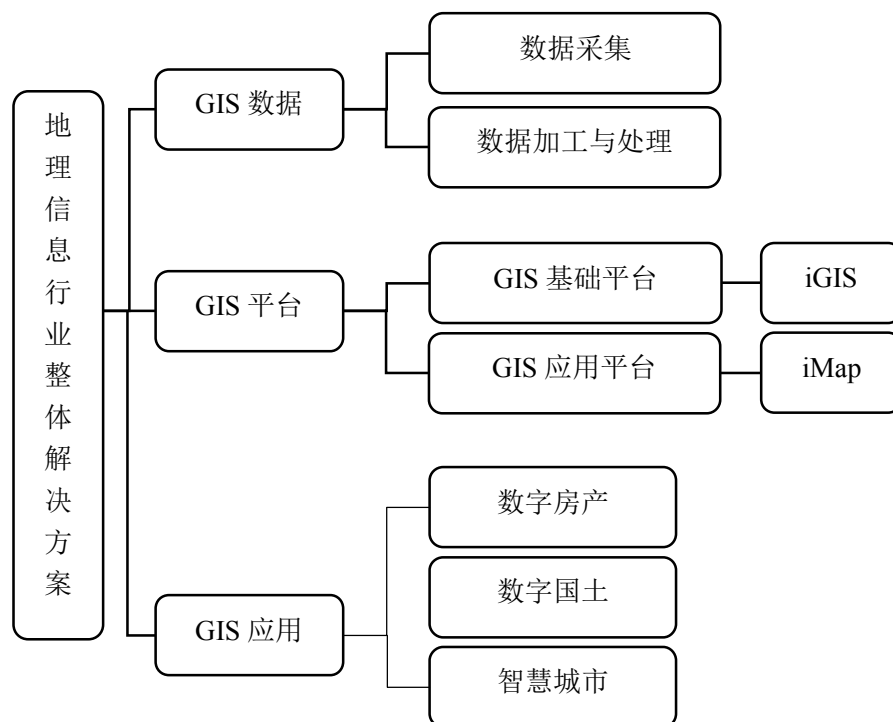 地理信息行业整体解决方案
GIS 数据
数据采集
数据加工与处理
GIS 平台
GIS 基础平台
iGIS
GIS 应用平台
iMap
GIS 应用
数字房产
数字国土
智慧城市